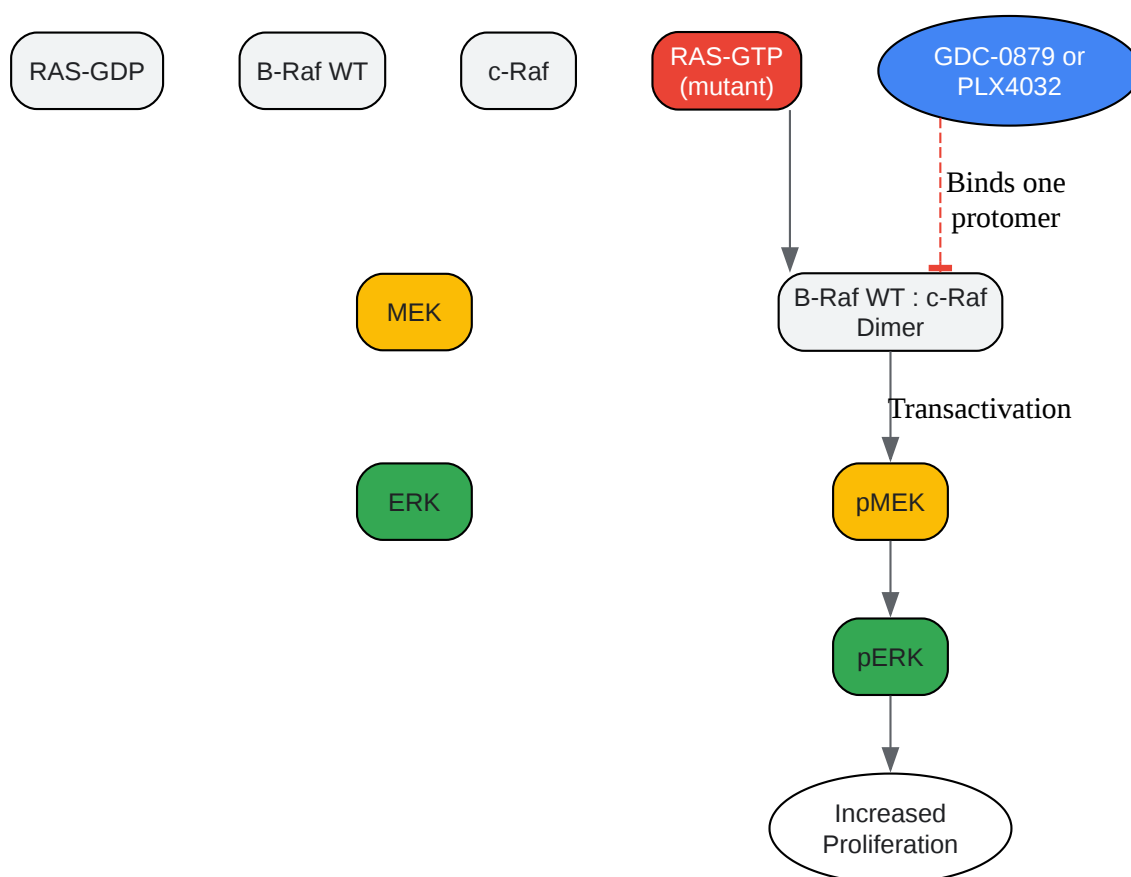 RAS-GDP
B-Raf WT
c-Raf
RAS-GTP
(mutant)
GDC-0879 or
PLX4032
Binds one
protomer
MEK
B-Raf WT : c-Raf
Dimer
Transactivation
ERK
pMEK
pERK
Increased
Proliferation